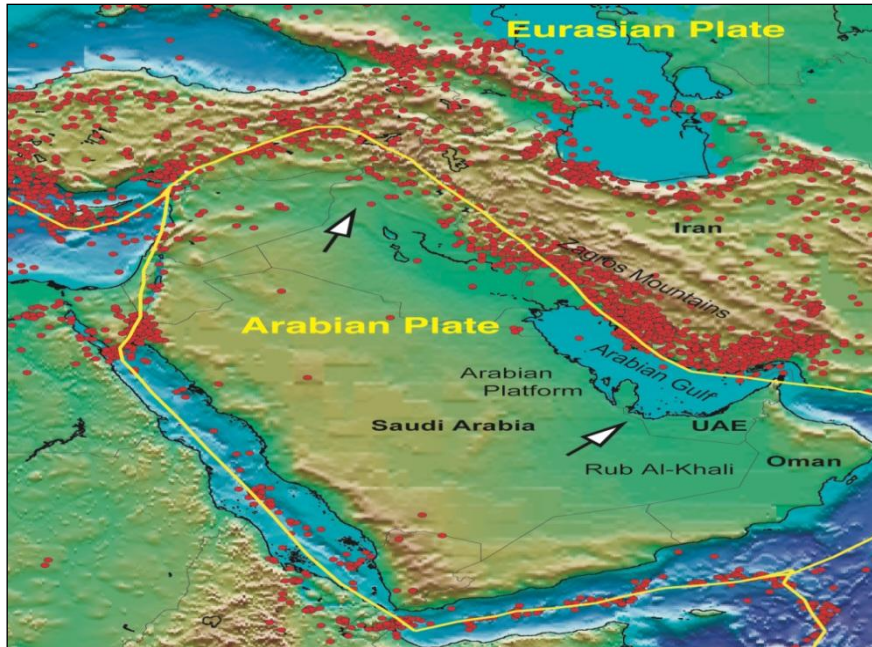 Eurasian Plate
Iran
Zagros Mountains
Arabian Plate
Arabian Gulf
Arabian
Platform
Saudi Arabia
UAE
Rub Al-Khali
Oman